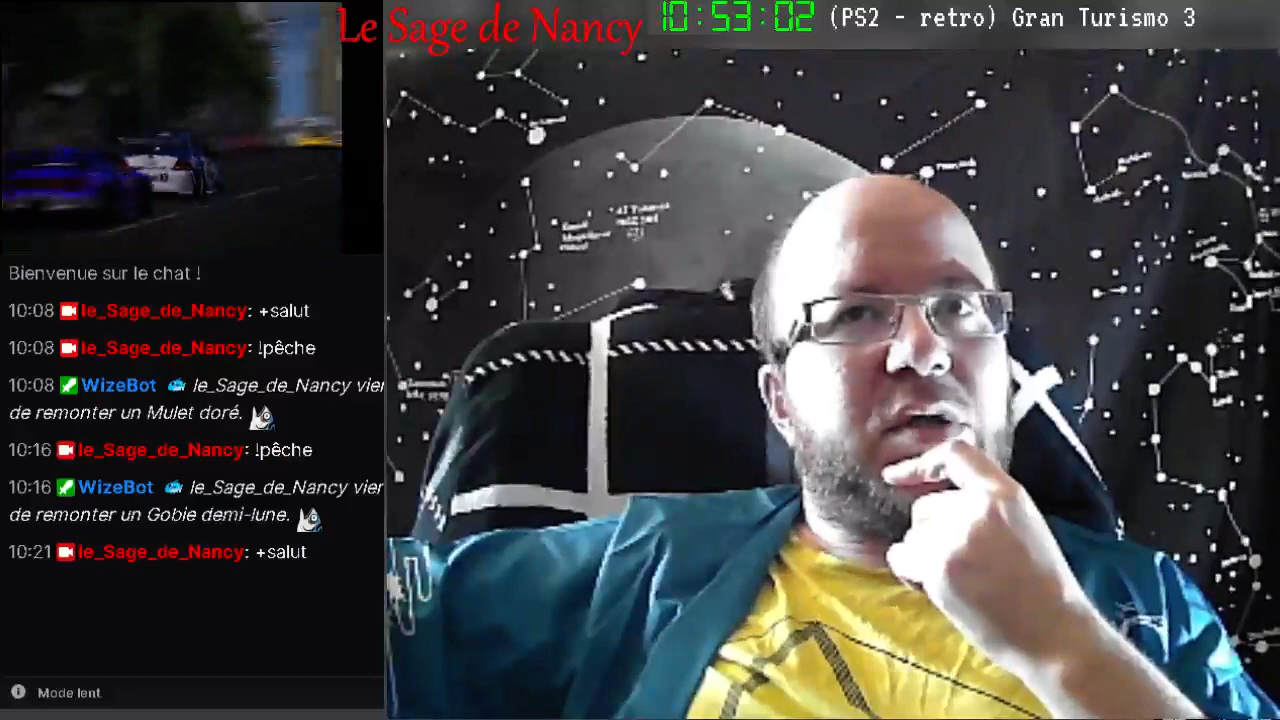 Le Sage de Nancy
10:53:02 (PS2 - retro) Gran Turismo 3
Bienvenue sur le chat !
10:08 le_Sage_de_Nancy: +salut
10:08 le_Sage_de_Nancy: !pêche
10:08 WizeBot le_Sage_de_Nancy vier
de remonter un Mulet doré.
10:16 le_Sage_de_Nancy: !pêche
10:16 WizeBot le_Sage_de_Nancy vier
de remonter un Gobie demi-lune.
10:21 le_Sage_de_Nancy: +salut
Mode lent